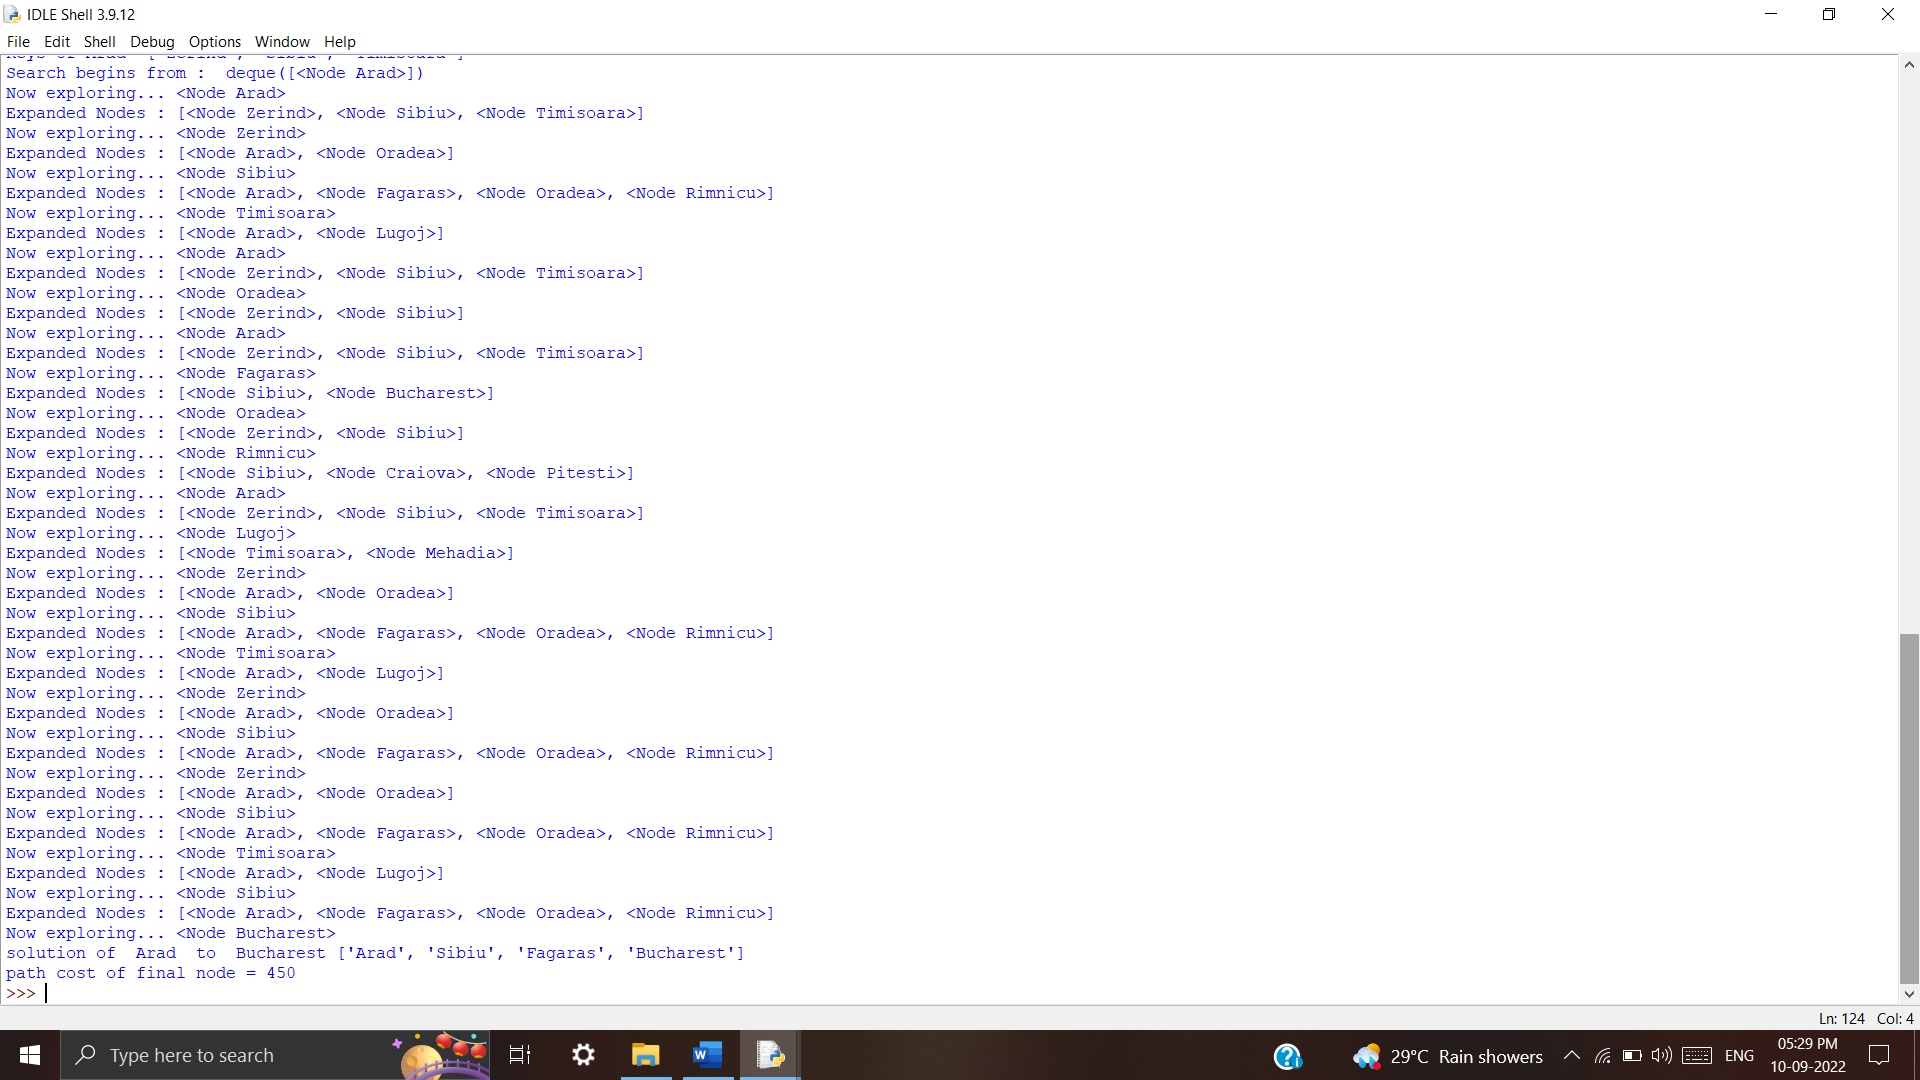 IDLE Shell 3.9.12
File Edit Shell Debug Options Window Help
Search begins from :  deque([<Node Arad>])
Now exploring... <Node Arad>
Expanded Nodes : [<Node Zerind>, <Node Sibiu>, <Node Timisoara>]
Now exploring... <Node Zerind>
Expanded Nodes : [<Node Arad>, <Node Oradea>]
Now exploring... <Node Sibiu>
Expanded Nodes : [<Node Arad>, <Node Fagaras>, <Node Oradea>, <Node Rimnicu>]
Now exploring... <Node Timisoara>
Expanded Nodes : [<Node Arad>, <Node Lugoj>]
Now exploring... <Node Arad>
Expanded Nodes : [<Node Zerind>, <Node Sibiu>, <Node Timisoara>]
Now exploring... <Node Oradea>
Expanded Nodes : [<Node Zerind>, <Node Sibiu>]
Now exploring... <Node Arad>
Expanded Nodes : [<Node Zerind>, <Node Sibiu>, <Node Timisoara>]
Now exploring... <Node Fagaras>
Expanded Nodes : [<Node Sibiu>, <Node Bucharest>]
Now exploring... <Node Oradea>
Expanded Nodes : [<Node Zerind>, <Node Sibiu>]
Now exploring... <Node Rimnicu>
Expanded Nodes : [<Node Sibiu>, <Node Craiova>, <Node Pitesti>]
Now exploring... <Node Arad>
Expanded Nodes : [<Node Zerind>, <Node Sibiu>, <Node Timisoara>]
Now exploring... <Node Lugoj>
Expanded Nodes : [<Node Timisoara>, <Node Mehadia>]
Now exploring... <Node Zerind>
Expanded Nodes : [<Node Arad>, <Node Oradea>]
Now exploring... <Node Sibiu>
Expanded Nodes : [<Node Arad>, <Node Fagaras>, <Node Oradea>, <Node Rimnicu>]
Now exploring... <Node Timisoara>
Expanded Nodes : [<Node Arad>, <Node Lugoj>]
Now exploring... <Node Zerind>
Expanded Nodes : [<Node Arad>, <Node Oradea>]
Now exploring... <Node Sibiu>
Expanded Nodes : [<Node Arad>, <Node Fagaras>, <Node Oradea>, <Node Rimnicu>]
Now exploring... <Node Zerind>
Expanded Nodes : [<Node Arad>, <Node Oradea>]
Now exploring... <Node Sibiu>
Expanded Nodes : [<Node Arad>, <Node Fagaras>, <Node Oradea>, <Node Rimnicu>]
Now exploring... <Node Timisoara>
Expanded Nodes : [<Node Arad>, <Node Lugoj>]
Now exploring... <Node Sibiu>
Expanded Nodes : [<Node Arad>, <Node Fagaras>, <Node Oradea>, <Node Rimnicu>]
Now exploring... <Node Bucharest>
solution of  Arad  to  Bucharest ['Arad', 'Sibiu', 'Fagaras', 'Bucharest']
path cost of final node = 450
>>>
Ln: 124 Col: 4
Type here to search
29°C Rain showers
ENG
05:29 PM
10-09-2022